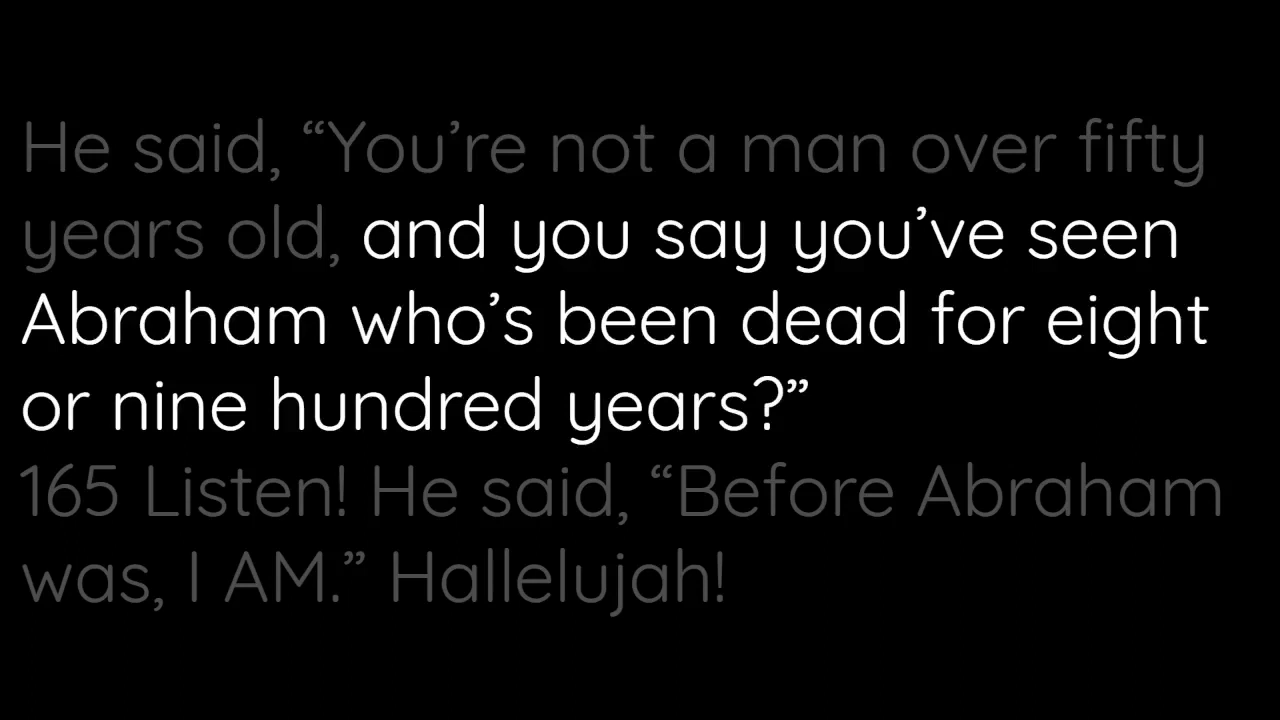 He said, “You’re not a man over fifty
years old, and you say you’ve seen
Abraham who’s been dead for eight
or nine hundred years?”
165 Listen! He said, “Before Abraham
was, I AM.” Hallelujah!